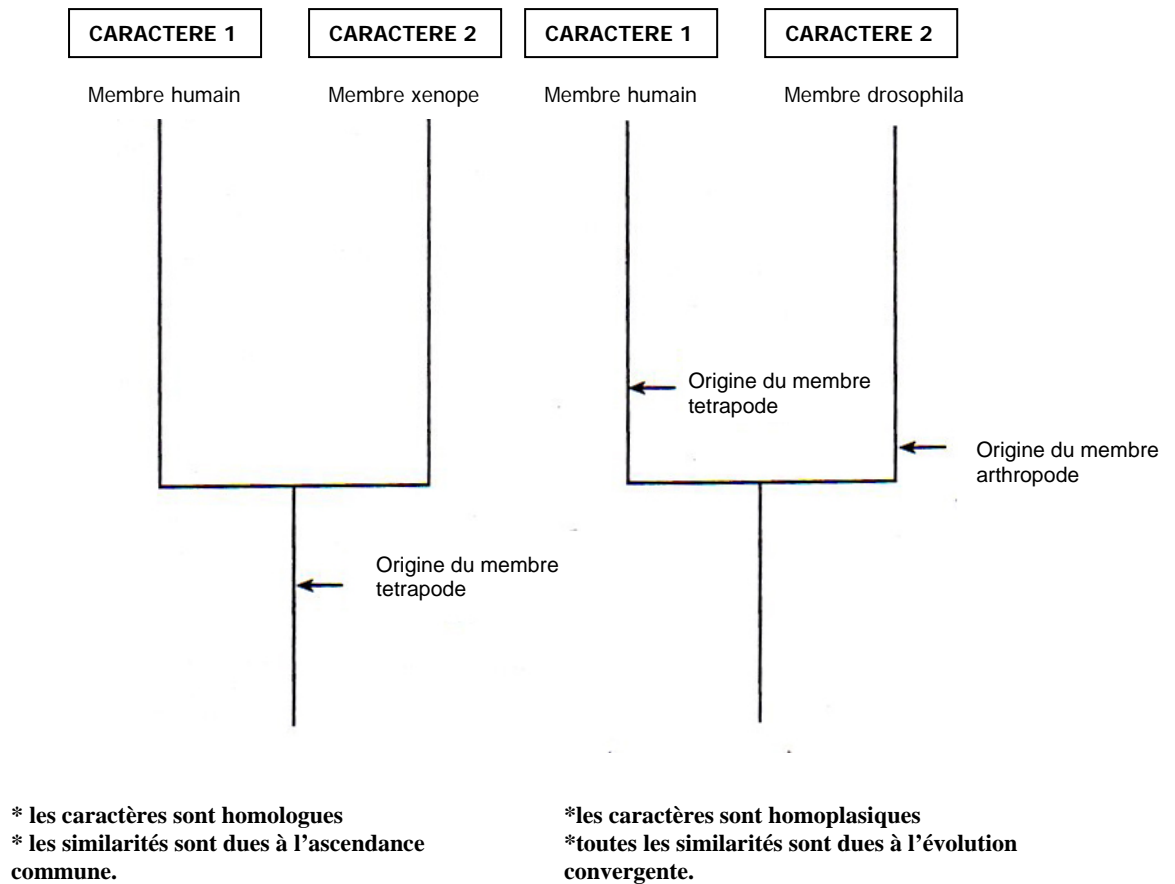 CARACTERE 1
CARACTERE 2
CARACTERE 1
CARACTERE 2
Membre humain
Membre xenope
Membre humain
Membre drosophila
Origine du membre
tetrapode
Origine du membre
arthropode
Origine du membre
tetrapode
* les caractères sont homologues
* les similarités sont dues à l'ascendance
commune.
*les caractères sont homoplasiques
*toutes les similarités sont dues à l'évolution
convergente.